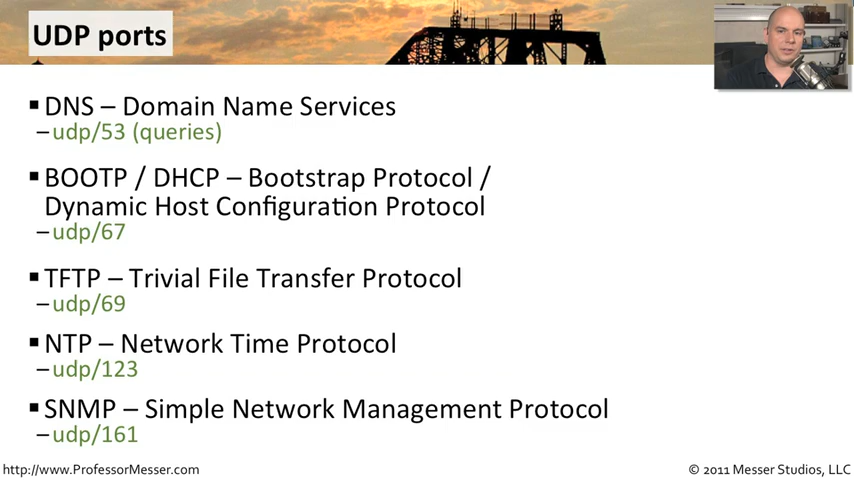 UDP ports
▪DNS – Domain Name Services
–udp/53 (queries)
▪BOOTP / DHCP – Bootstrap Protocol /
Dynamic Host Configuration Protocol
–udp/67
▪TFTP – Trivial File Transfer Protocol
–udp/69
▪NTP – Network Time Protocol
–udp/123
▪SNMP – Simple Network Management Protocol
–udp/161
http://www.ProfessorMesser.com
© 2011 Messer Studios, LLC